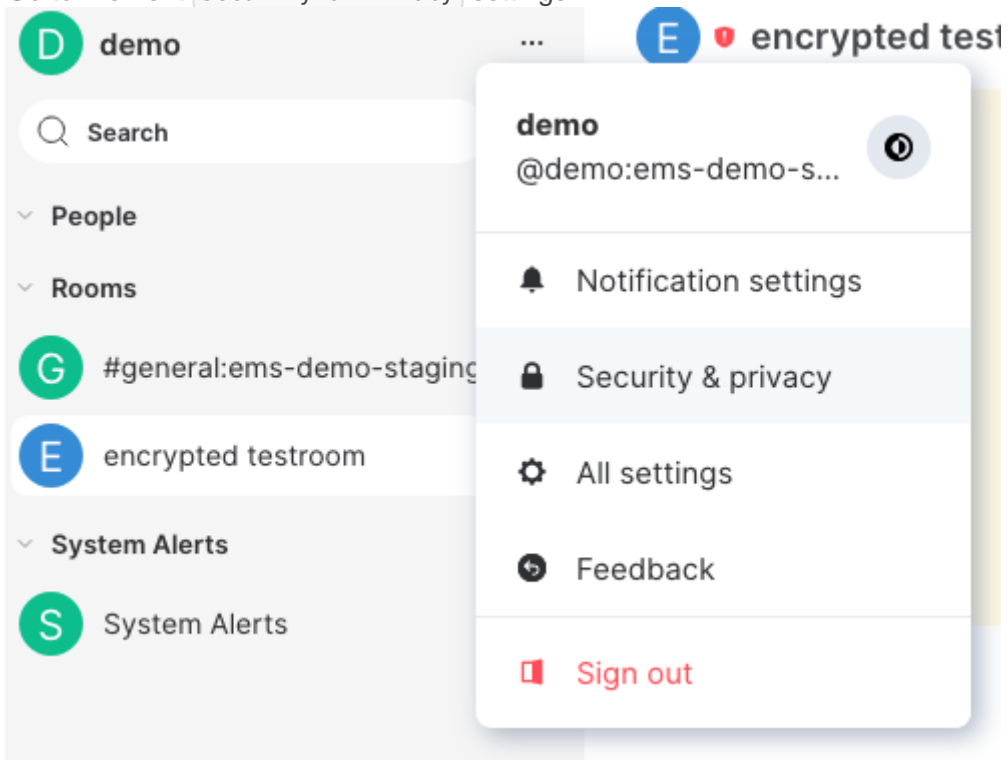 D demo ...
Search
People
Rooms
G #general:ems-demo-staging
E encrypted testroom
System Alerts
S System Alerts
E encrypted test
demo
@demo:ems-demo-s...
Notification settings
Security & privacy
All settings
Feedback
Sign out